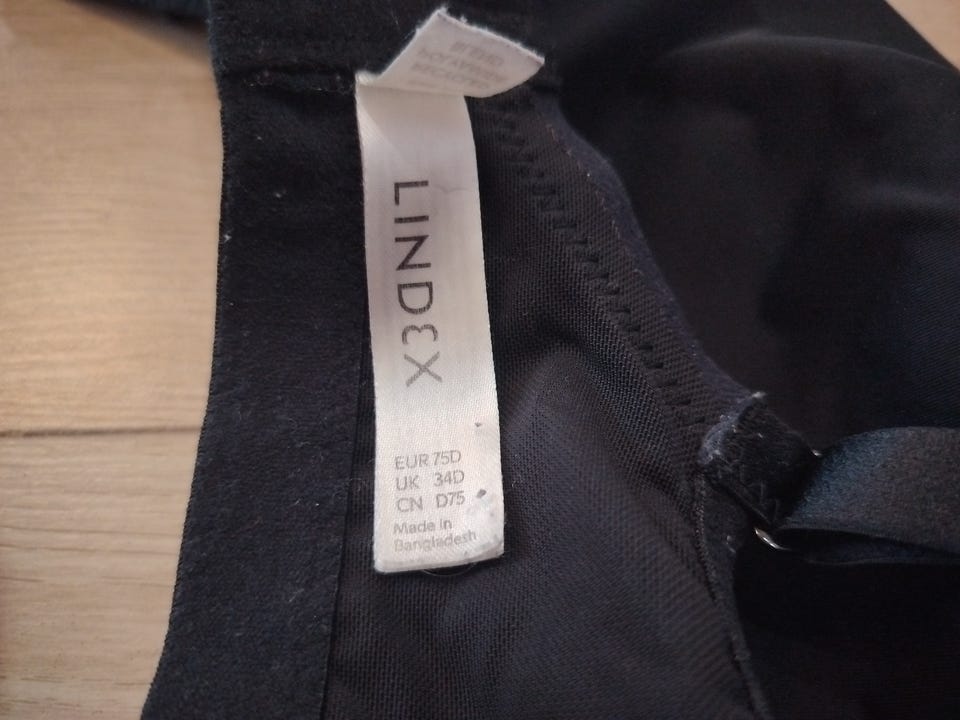 LINDEX
EUR 75D
UK 34D
CN D75
Made in
Bangladesh